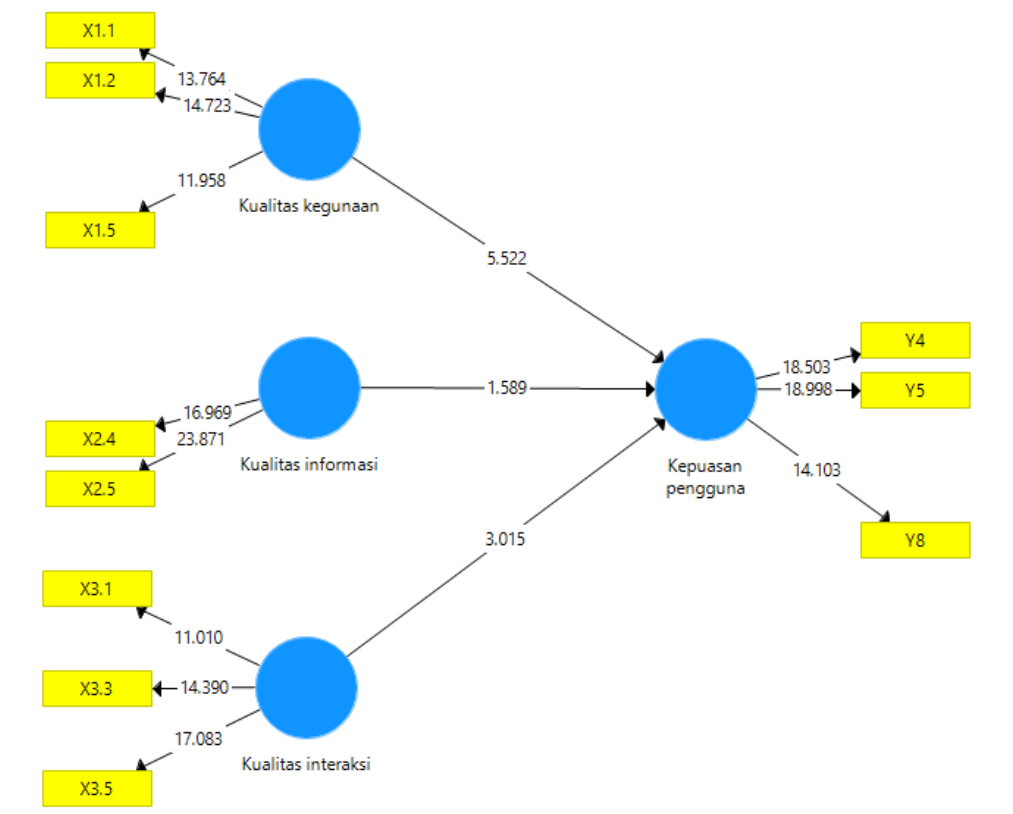 X1.1
13.764
X1.2
14.723
11.958
X1.5
Kualitas kegunaan
5.522
Y4
18.503
1.589
18.998
Y5
16.969
X2.4
23.871
Kualitas informasi
X2.5
Kepuasan
pengguna
14.103
3.015
Y8
X3.1
11.010
X3.3
14.390
17.083
Kualitas interaksi
X3.5